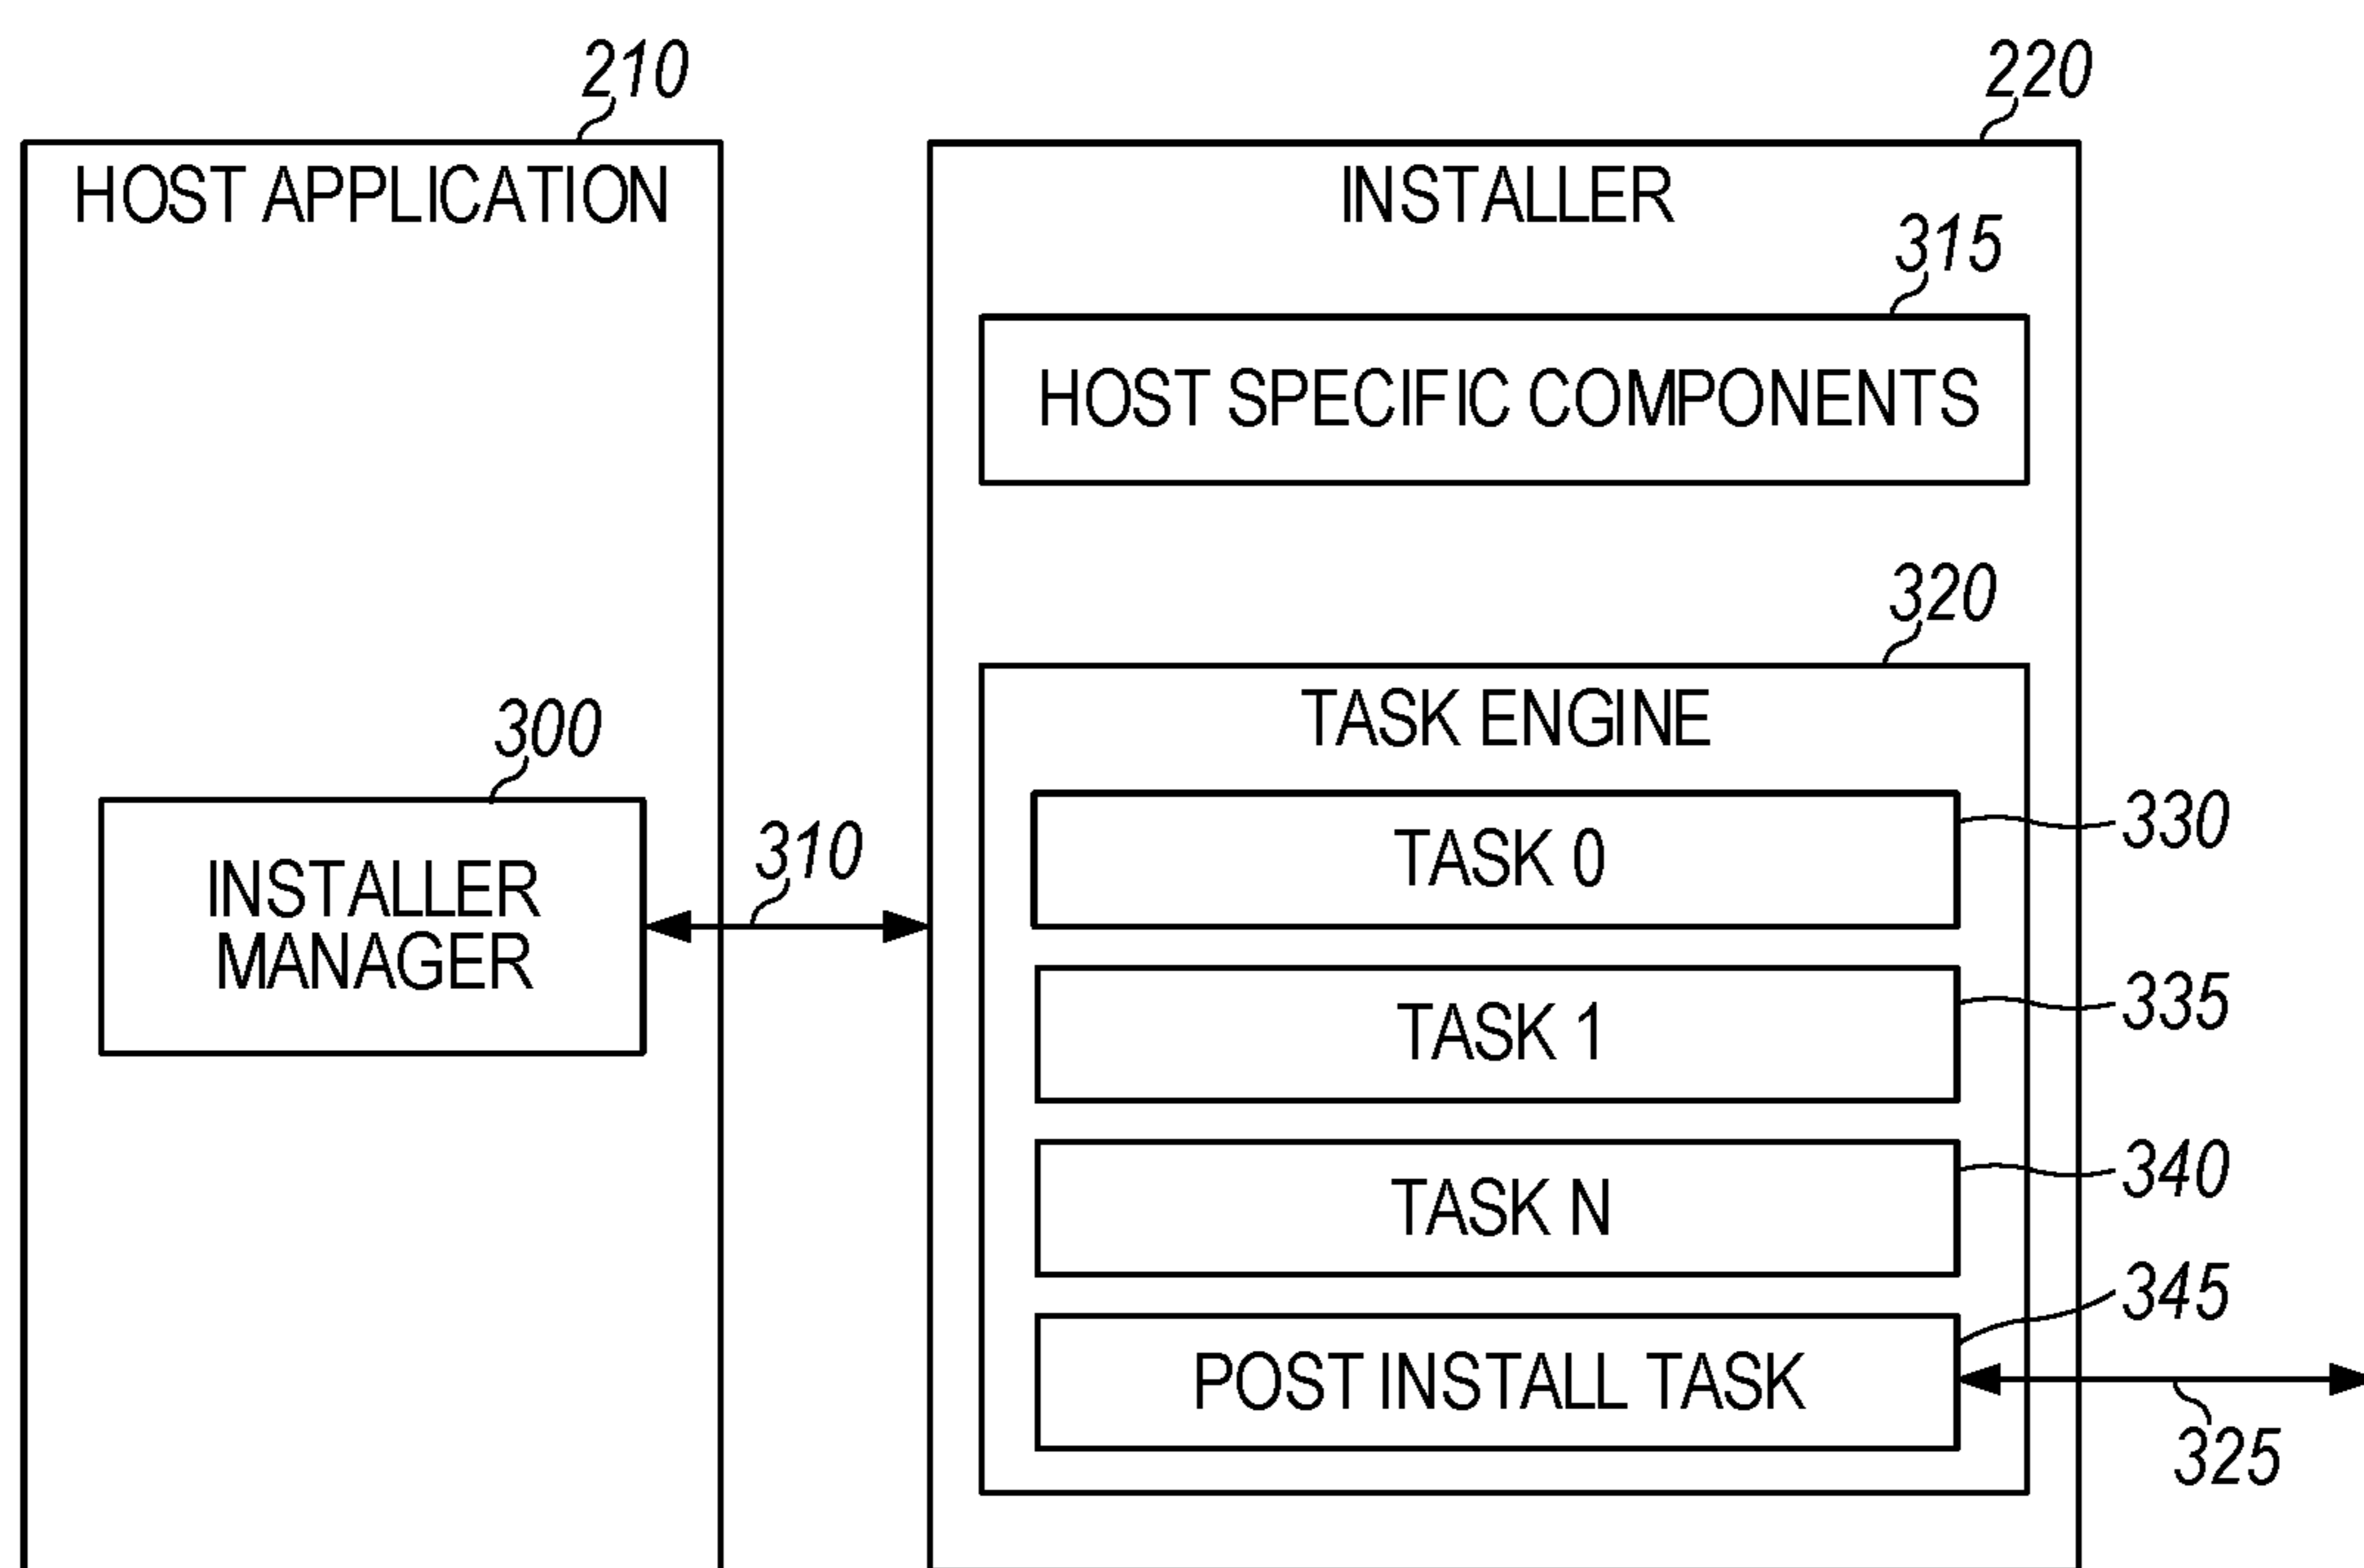 210
220
HOST APPLICATION
INSTALLER
315
HOST SPECIFIC COMPONENTS
320
TASK ENGINE
300
INSTALLER
MANAGER
310
TASK 0
330
TASK 1
335
TASK N
340
345
POST INSTALL TASK
325